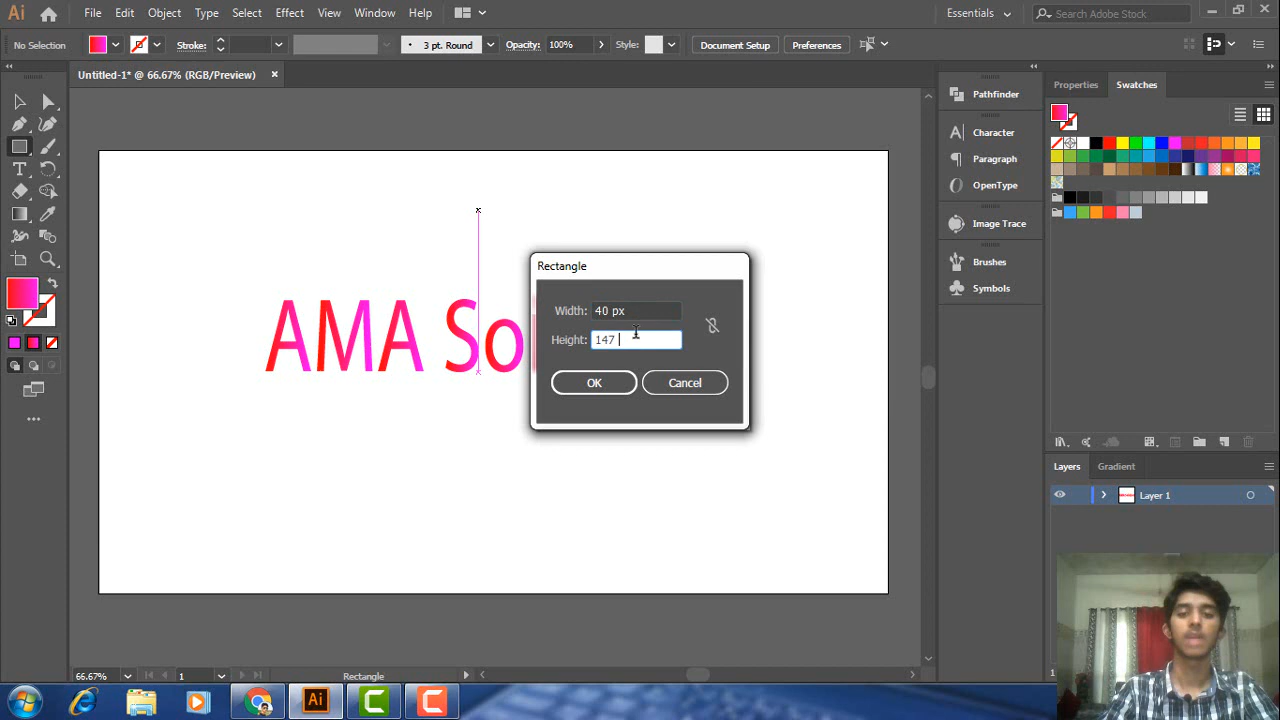 Ai File Edit Object Type Select Effect View Window Help Essentials Search Adobe Stock
No Selection Stroke: 3 pt. Round Opacity: 100% Style: Document Setup Preferences
Untitled-1* @ 66.67% (RGB/Preview)
Pathfinder
Character
Paragraph
OpenType
Image Trace
Brushes
Symbols
Properties Swatches
AMA So
Rectangle
Width: 40 px
Height: 147
OK Cancel
Layers Gradient
Layer 1
66.67% 1 Rectangle
1
Ai